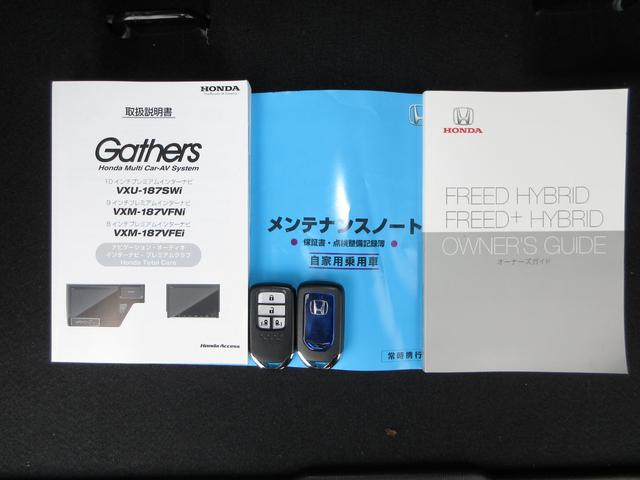 HONDA
取扱説明書
Gathers
Honda Multi Car-AV System
10インチプレミアムインターナビ
VXU-187SWi
9インチプレミアムインターナビ
VXM-187VFNi
8インチプレミアムインターナビ
VXM-187VFEi
ナビゲーション・オーディオ
インターナビ・プレミアムクラブ
Honda Total Care
Honda Access
メンテナンスノート
保証書・点検整備記録簿
自家用乗用車
常時携行
HONDA
FREED HYBRID
FREED+ HYBRID
OWNER'S GUIDE
オーナーズガイド